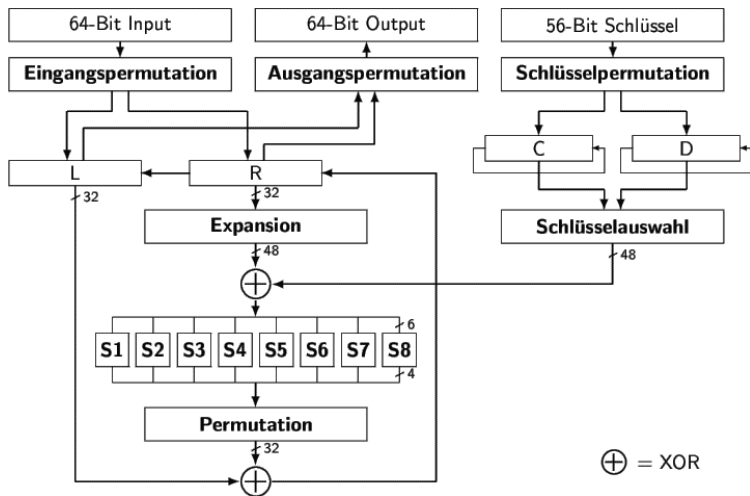 64-Bit Input
64-Bit Output
56-Bit Schlüssel
Eingangspermutation
Ausgangspermutation
Schlüsselpermutation
C
D
L
R
32
32
Expansion
Schlüsselauswahl
48
48
6
S1 S2 S3 S4 S5 S6 S7 S8
4
Permutation
32
= XOR